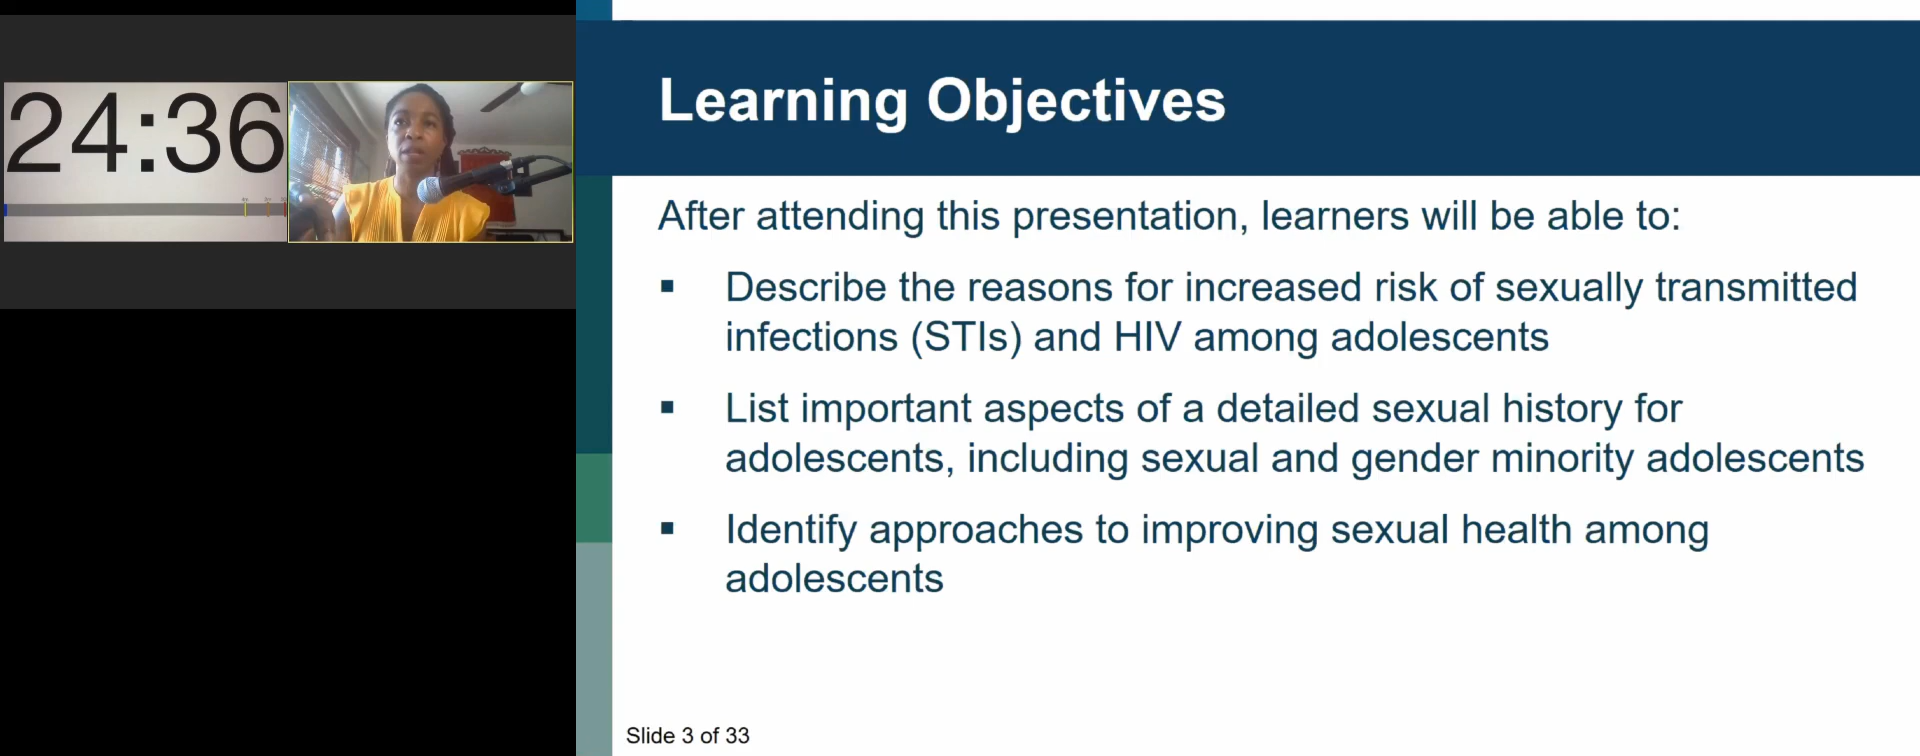 24:36
Learning Objectives
After attending this presentation, learners will be able to:
▪ Describe the reasons for increased risk of sexually transmitted
infections (STIs) and HIV among adolescents
▪ List important aspects of a detailed sexual history for
adolescents, including sexual and gender minority adolescents
▪ Identify approaches to improving sexual health among
adolescents
Slide 3 of 33